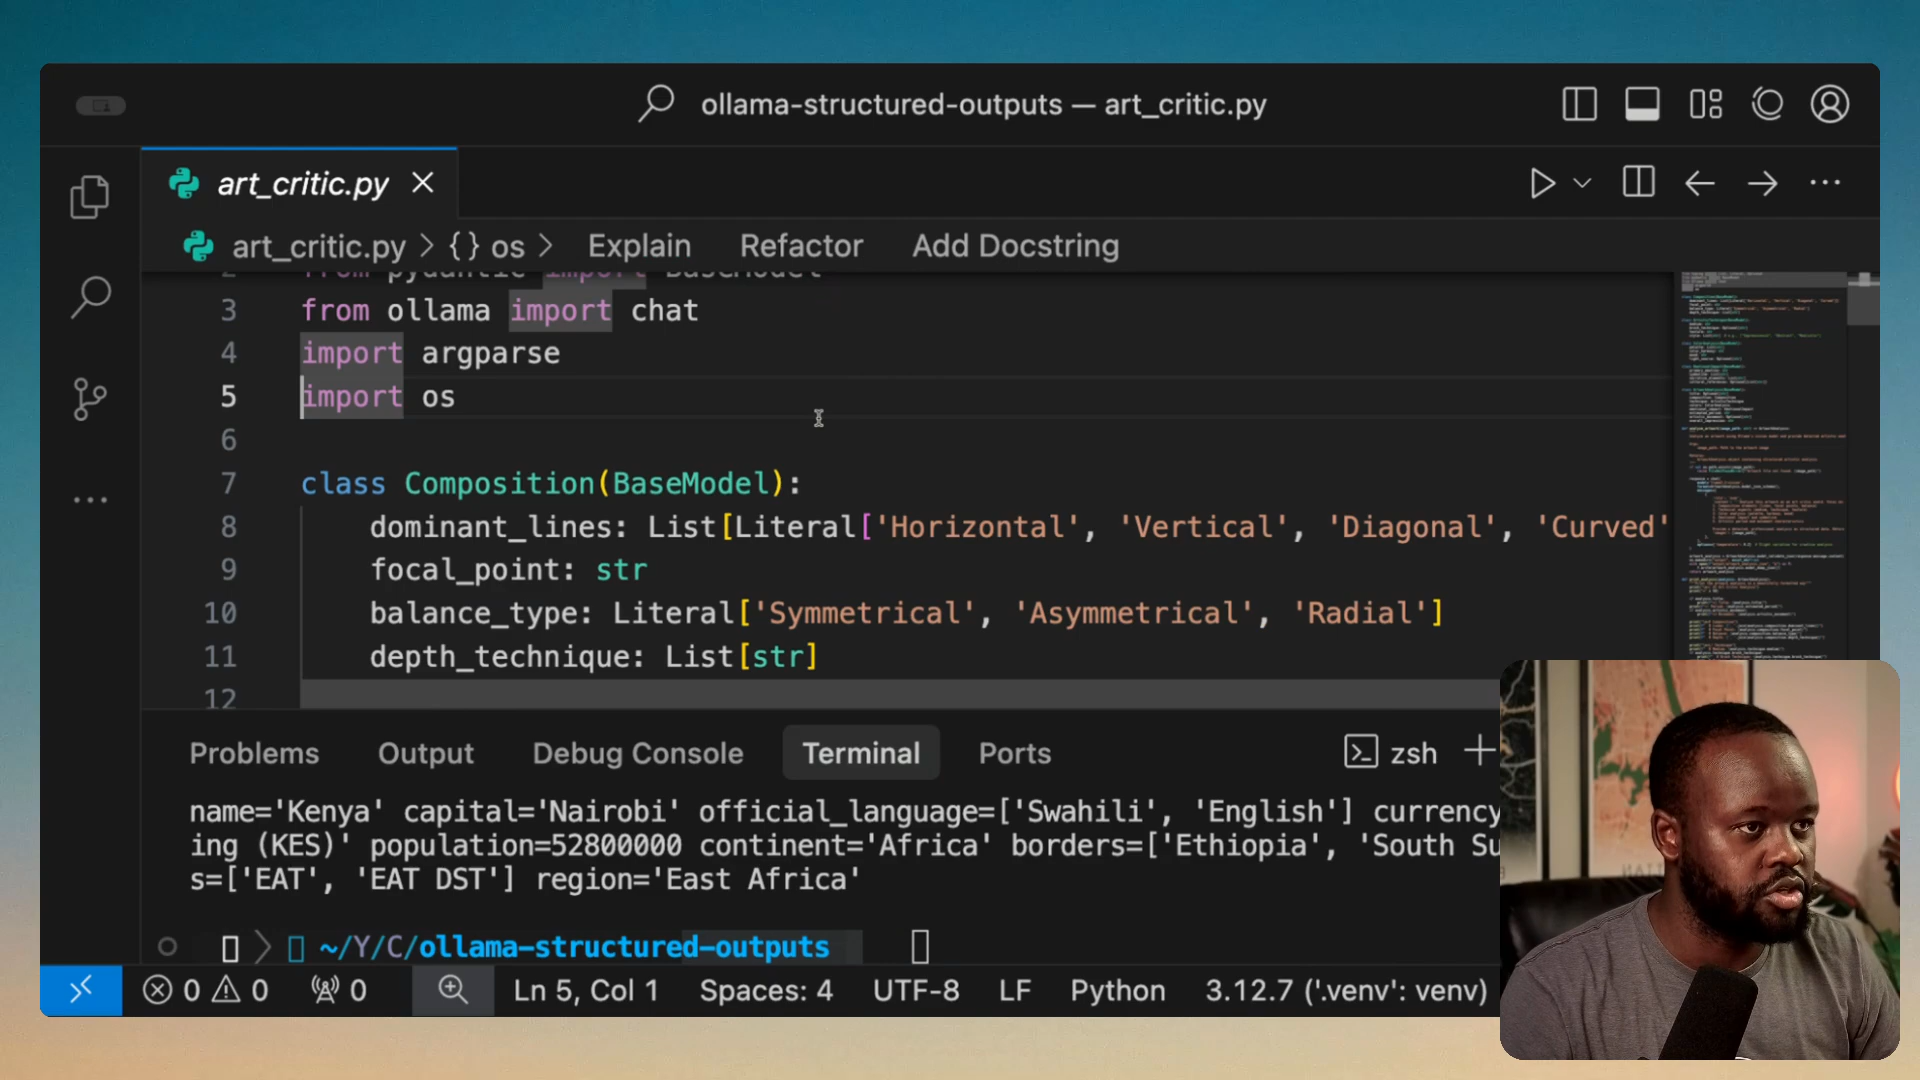 ollama-structured-outputs — art_critic.py
art_critic.py
art_critic.py > {} os > Explain Refactor Add Docstring
2 from pydantic import BaseModel
3 from ollama import chat
4 import argparse
5 import os
6
7 class Composition(BaseModel):
8 dominant_lines: List[Literal['Horizontal', 'Vertical', 'Diagonal', 'Curved'
9 focal_point: str
10 balance_type: Literal['Symmetrical', 'Asymmetrical', 'Radial']
11 depth_technique: List[str]
12
Problems Output Debug Console Terminal Ports zsh
name='Kenya' capital='Nairobi' official_language=['Swahili', 'English'] currency
ing (KES)' population=52800000 continent='Africa' borders=['Ethiopia', 'South Su
s=['EAT', 'EAT DST'] region='East Africa'
~/Y/C/ollama-structured-outputs
0 0 0 Ln 5, Col 1 Spaces: 4 UTF-8 LF Python 3.12.7 ('.venv': venv)